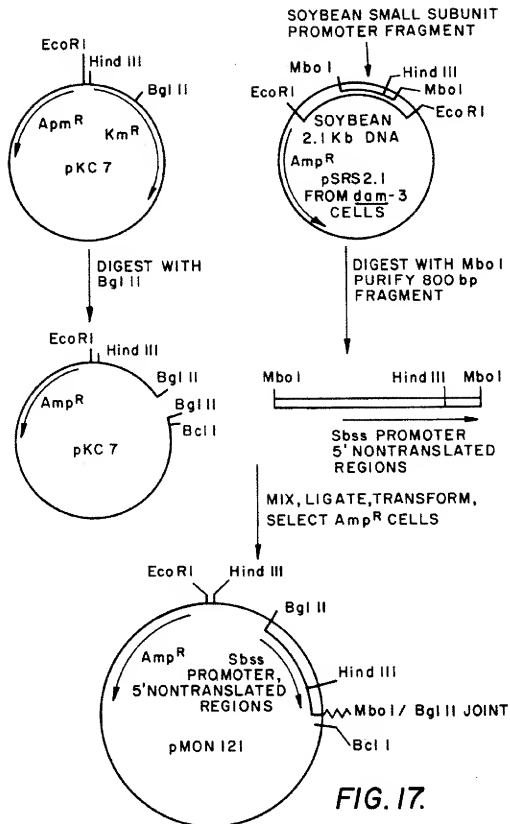 EcoRI
Hind III
Bgl II
ApmR
KmR
pKC 7
SOYBEAN SMALL SUBUNIT
PROMOTER FRAGMENT
Mbo I
Hind III
Mbo I
EcoRI
EcoRI
SOYBEAN
2.1 Kb DNA
AmpR
pSRS2.1
FROM dam-3
CELLS
DIGEST WITH
Bgl II
DIGEST WITH Mbo I
PURIFY 800 bp
FRAGMENT
EcoRI
Hind III
Bgl II
AmpR
Bgl II
Bcl I
pKC 7
Mbo I
Hind III
Mbo I
Sbss PROMOTER
5' NONTRANSLATED
REGIONS
MIX, LIGATE, TRANSFORM,
SELECT AmpR CELLS
EcoRI
Hind III
Bgl II
AmpR
Sbss
PROMOTER,
5'NONTRANSLATED
REGIONS
Hind III
Mbo I / Bgl II JOINT
Bcl I
pMON 121
FIG. 17.